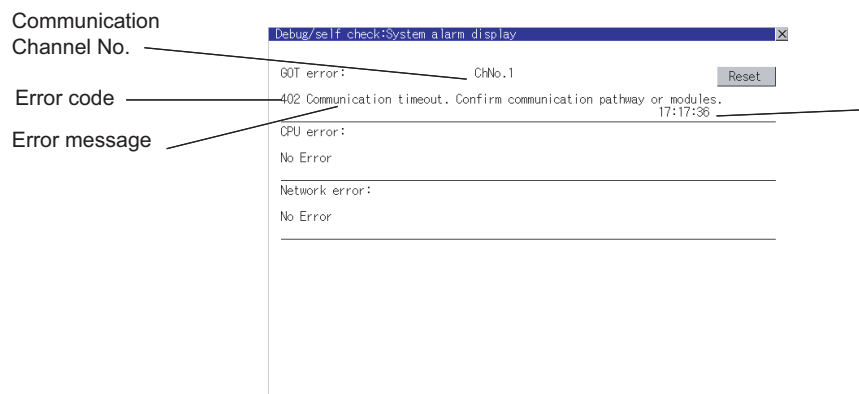 Communication
Channel No.
Error code
Error message
Debug/self check:System alarm display
GOT error: ChNo.1 Reset
402 Communication timeout. Confirm communication pathway or modules.
17:17:36
CPU error:
No Error
Network error:
No Error